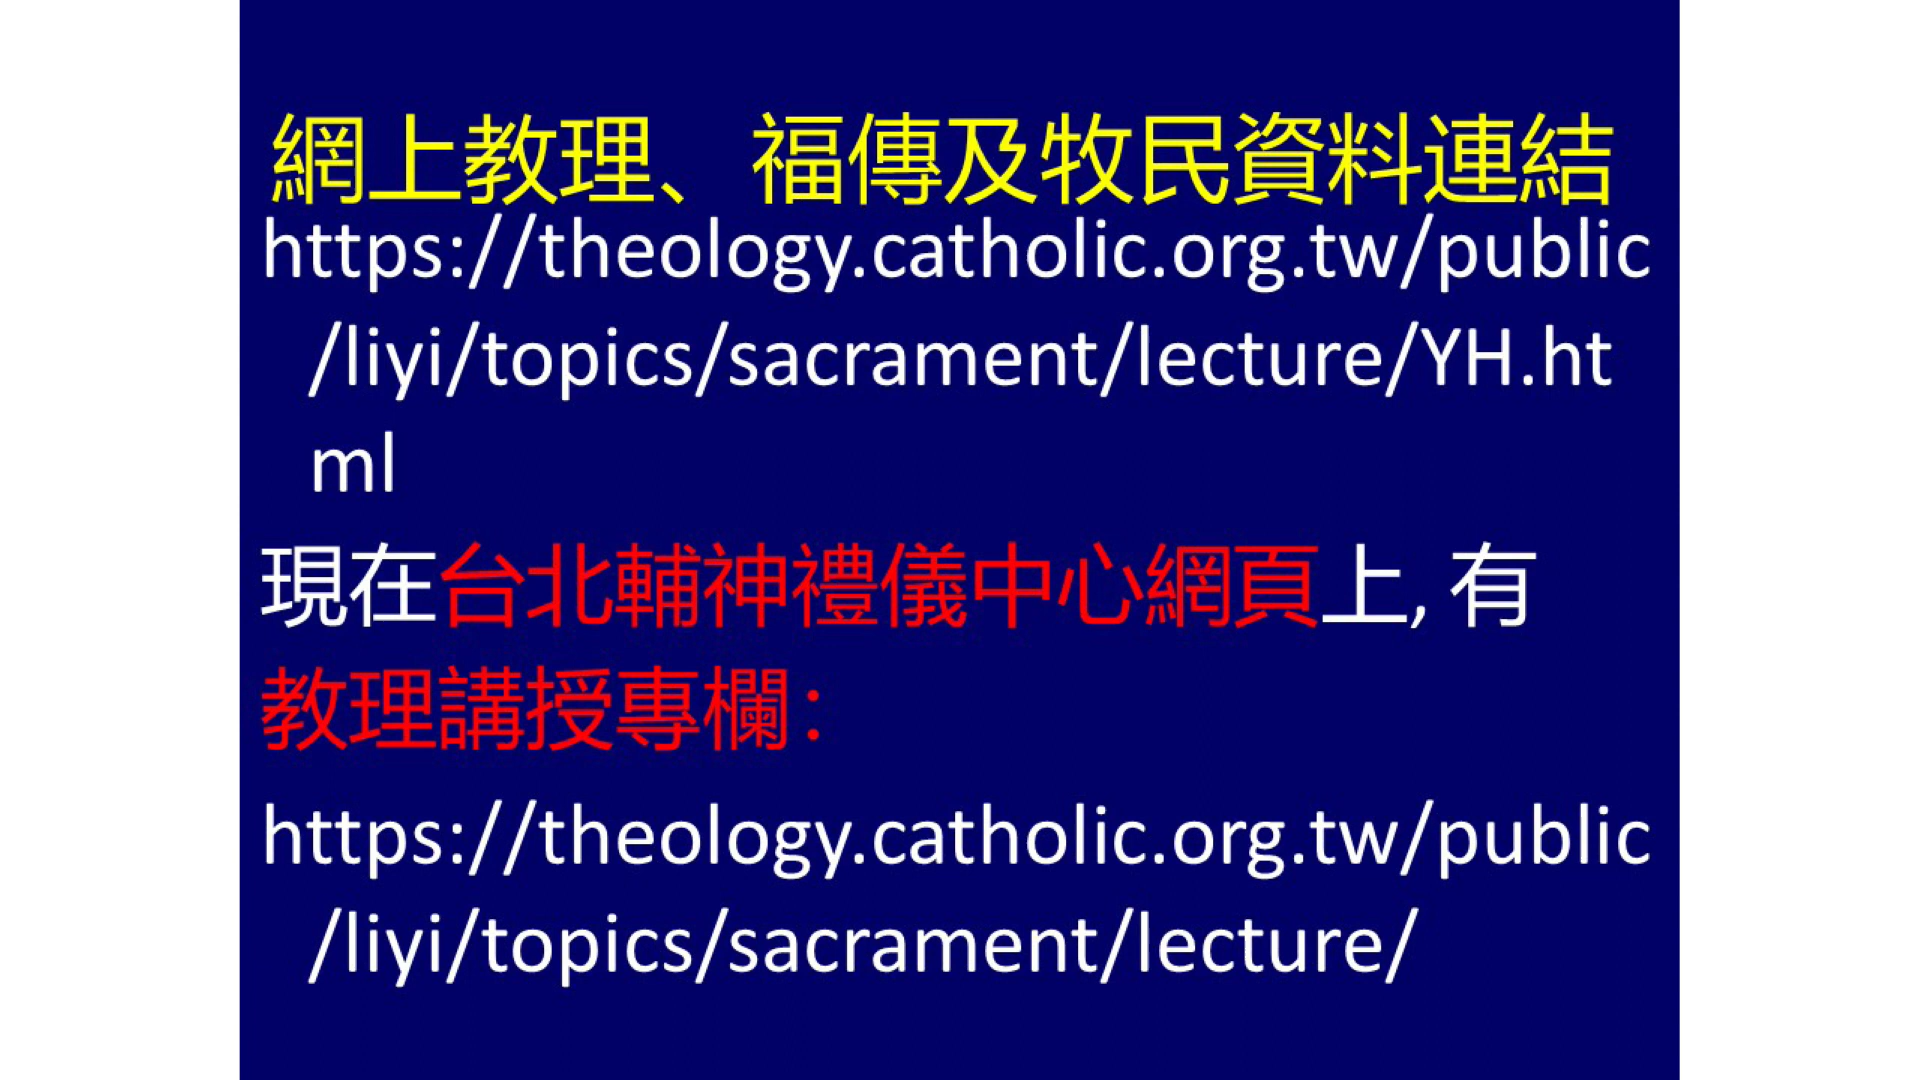 網上教理、福傳及牧民資料連結
https://theology.catholic.org.tw/public
/liyi/topics/sacrament/lecture/YH.ht
ml
現在台北輔神禮儀中心網頁上, 有
教理講授專欄:
https://theology.catholic.org.tw/public
/liyi/topics/sacrament/lecture/